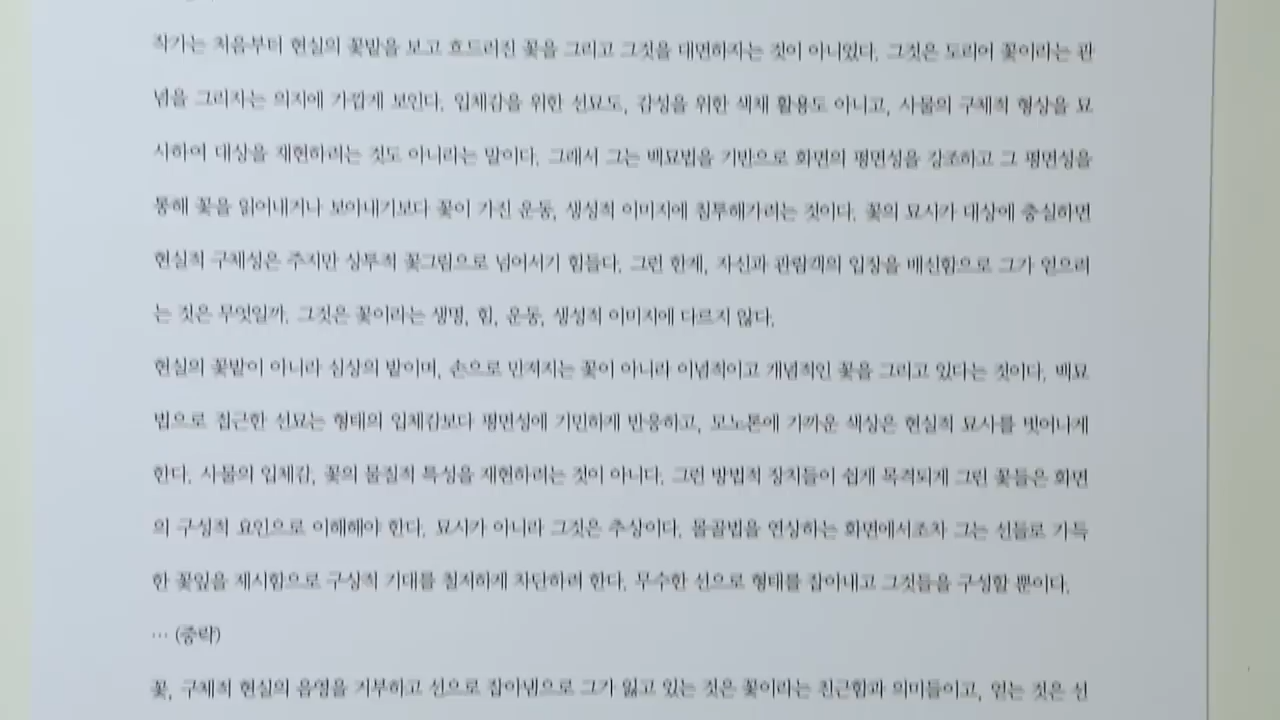 작가는 처음부터 현실의 꽃밭을 보고 흐드러진 꽃을 그리고 그것을 대면하자는 것이 아니었다. 그것은 도리어 꽃이라는 관
념을 그리자는 의지에 가깝게 보인다. 입체감을 위한 선묘도, 감성을 위한 색채 활용도 아니고, 사물의 구체적 형상을 묘
사하여 대상을 재현하려는 것도 아니라는 말이다. 그래서 그는 백묘법을 기반으로 화면의 평면성을 강조하고 그 평면성을
통해 꽃을 읽어내거나 보아내기보다 꽃이 가진 운동, 생성적 이미지에 침투해가려는 것이다. 꽃의 묘사가 대상에 충실하면
현실적 구체성은 주지만 상투적 꽃그림으로 넘어서기 힘들다. 그런 한계, 자신과 관람객의 입장을 배신함으로 그가 얻으려
는 것은 무엇일까. 그것은 꽃이라는 생명, 힘, 운동, 생성적 이미지에 다르지 않다.
현실의 꽃밭이 아니라 심상의 밭이며, 손으로 만져지는 꽃이 아니라 이념적이고 개념적인 꽃을 그리고 있다는 것이다. 백묘
법으로 접근한 선묘는 형태의 입체감보다 평면성에 기민하게 반응하고, 모노톤에 가까운 색상은 현실적 묘사를 벗어나게
한다. 사물의 입체감, 꽃의 물질적 특성을 재현하려는 것이 아니다. 그런 방법적 장치들이 쉽게 목격되게 그린 꽃들은 화면
의 구성적 요인으로 이해해야 한다. 묘사가 아니라 그것은 추상이다. 몰골법을 연상하는 화면에서조차 그는 선들로 가득
한 꽃잎을 제시함으로 구상적 기대를 철저하게 차단하려 한다. 무수한 선으로 형태를 잡아내고 그것들을 구성할 뿐이다.
… (중략)
꽃, 구체적 현실의 음영을 거부하고 선으로 잡아냄으로 그가 잃고 있는 것은 꽃이라는 친근함과 의미들이고, 얻는 것은 선